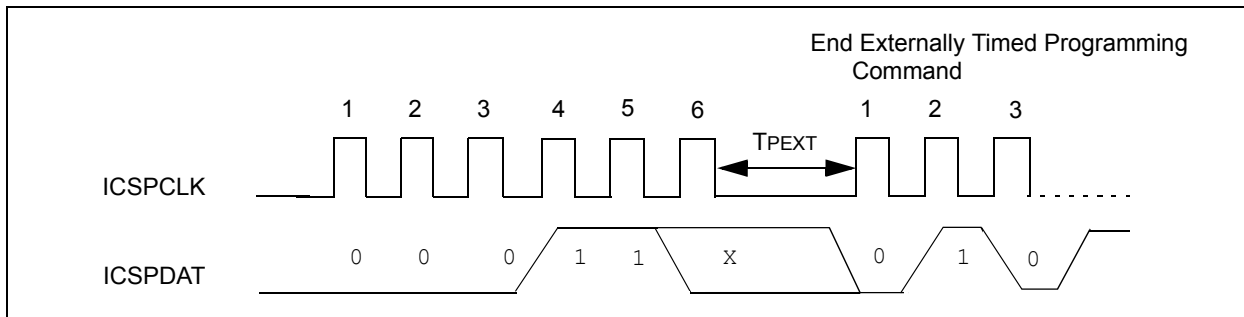 End Externally Timed Programming
Command
1 2 3 4 5 6 1 2 3
TPEXT
ICSPCLK
0 0 0 1 1 X 0 1 0
ICSPDAT